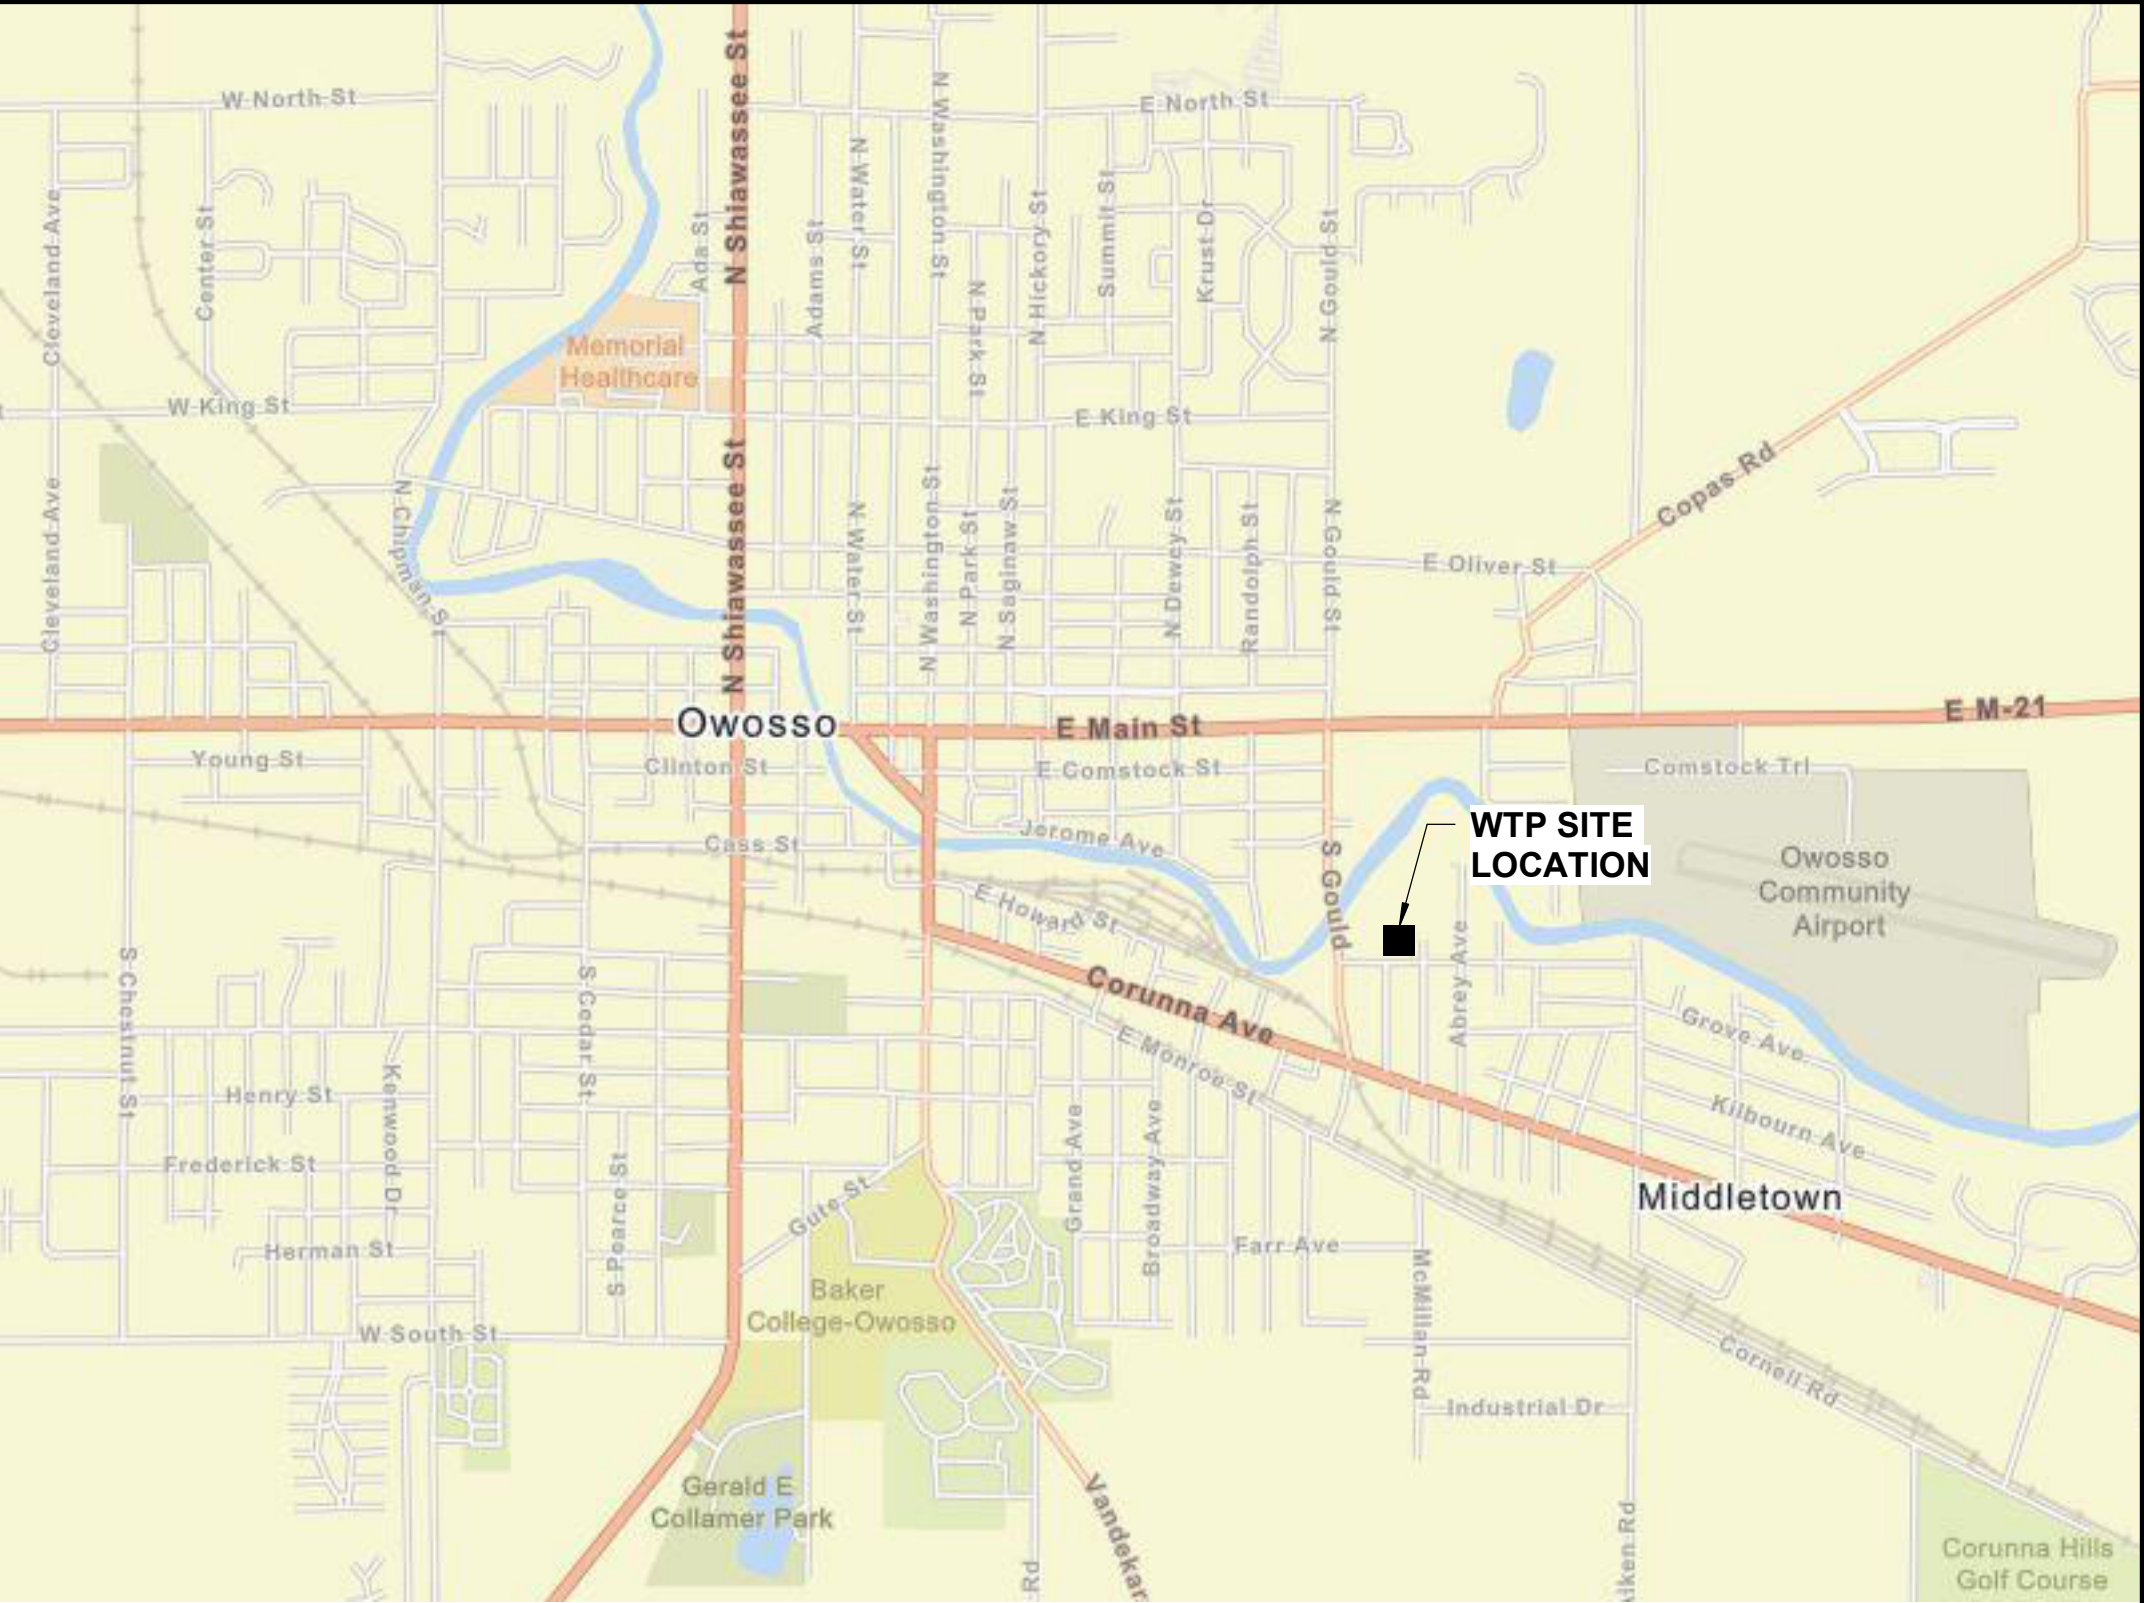 W North St
E North St
N Shiawassee St
N Washington St
N Water St
Cleveland Ave
Center St
Ada St
Adams St
N Hickory St
Summit St
Krust Dr
N Gould St
N Park St
Memorial
Healthcare
W King St
E King St
Copas Rd
N Shiawassee St
N Chipman St
Cleveland Ave
N Water St
N Washington St
N Park St
N Saginaw St
N Dewey St
Randolph St
N Gould St
E Oliver St
Owosso
E Main St
E M-21
Young St
Clinton St
E Comstock St
Comstock Trl
Cass St
Jerome Ave
S Gould
WTP SITE
LOCATION
Owosso
Community
Airport
E Howard St
Corunna Ave
Abrey Ave
S Chestnut St
S Cedar St
E Monroe St
Grove Ave
Henry St
Kenwood Dr
Kilbourn Ave
Frederick St
S Pearce St
Gute St
Grand Ave
Broadway Ave
Middletown
Herman St
Farr Ave
McMillan Rd
Baker
College-Owosso
W South St
Cornell Rd
Industrial Dr
Gerald E
Collamer Park
Vandekar
Rd
Aiken Rd
Corunna Hills
Golf Course